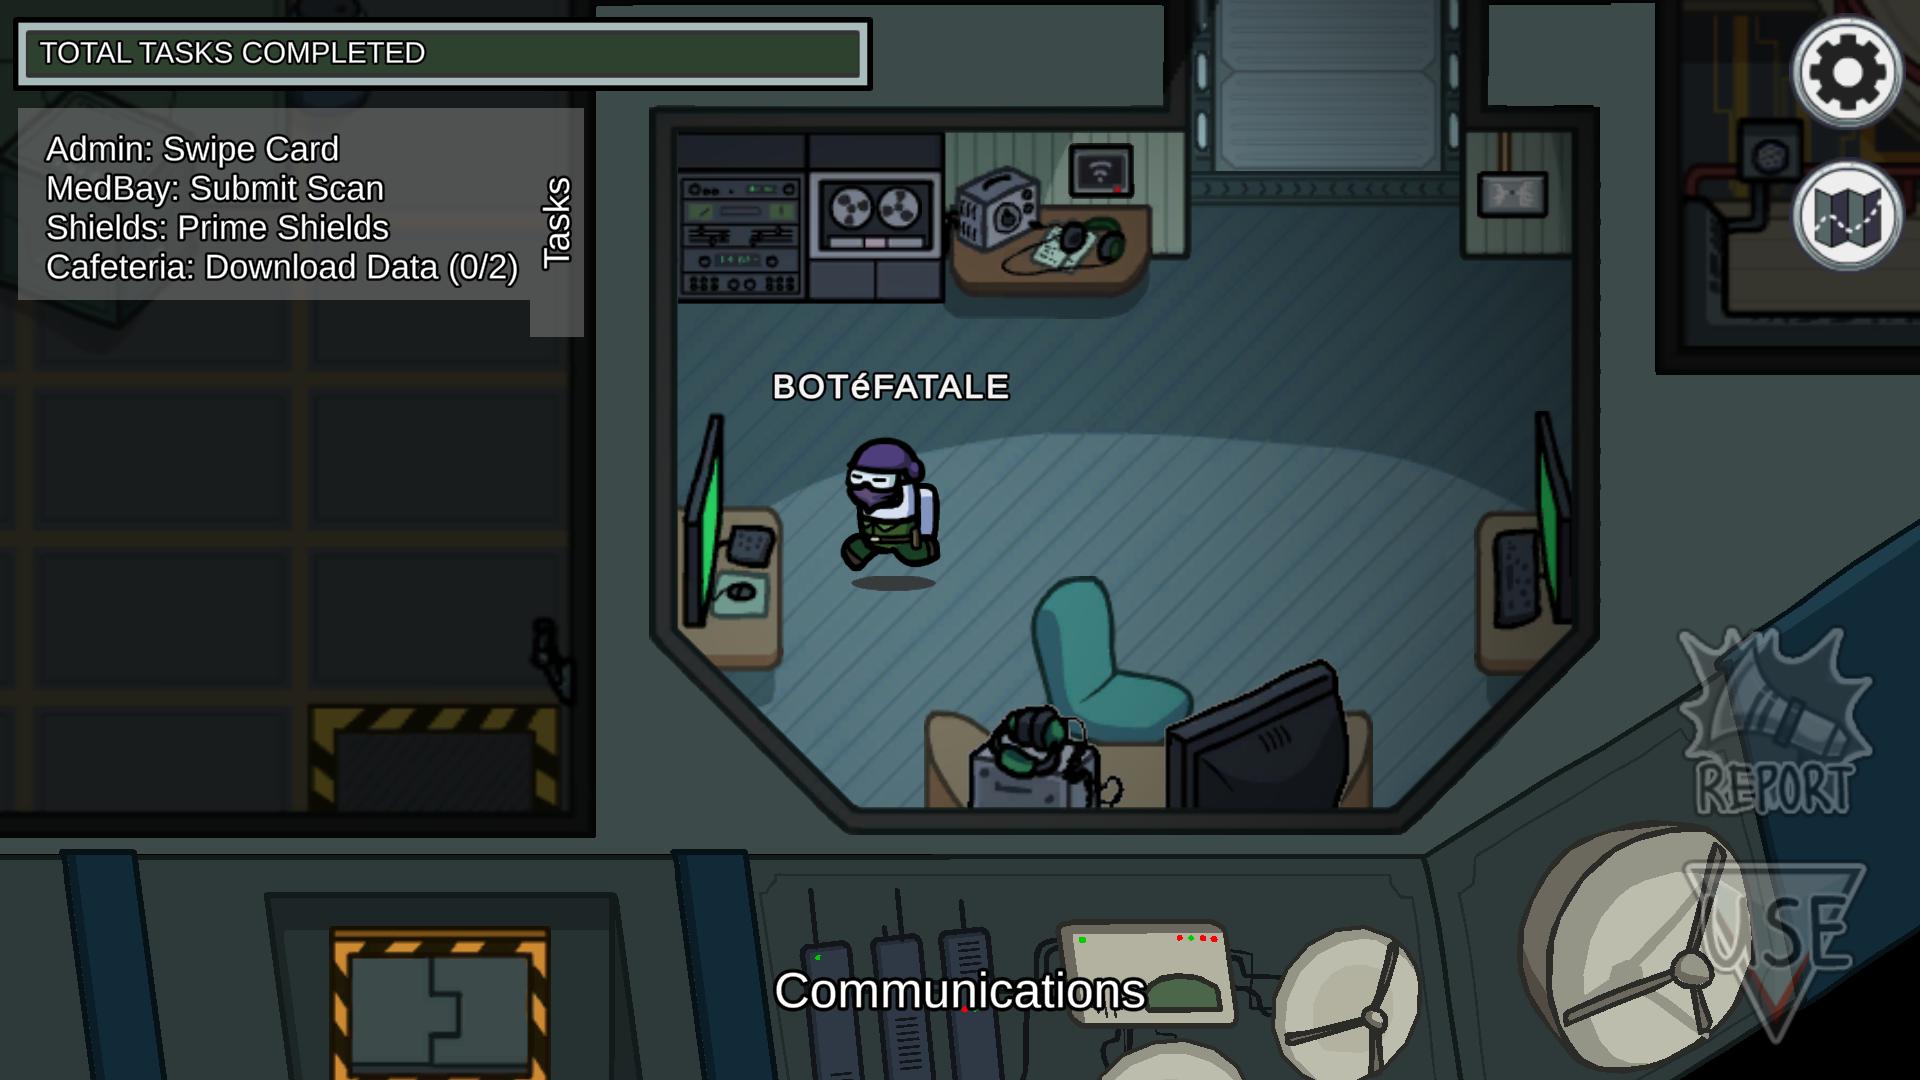 TOTAL TASKS COMPLETED
Admin: Swipe Card
MedBay: Submit Scan
Shields: Prime Shields
Cafeteria: Download Data (0/2)
Tasks
BOTéFATALE
REPORT
USE
Communications